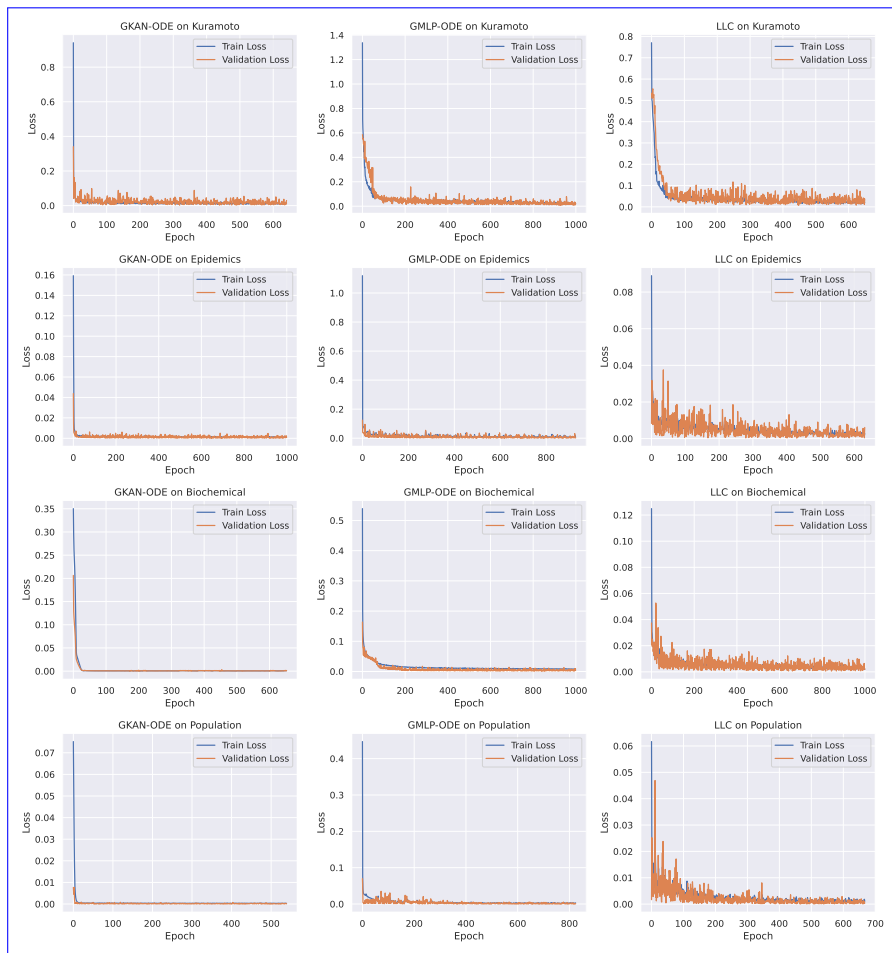 GKAN-ODE on Kuramoto
GMLP-ODE on Kuramoto
LLC on Kuramoto
Train Loss
Validation Loss
Train Loss
Validation Loss
Train Loss
Validation Loss
Loss
0.8
0.6
0.4
0.2
0.0
Loss
1.4
1.2
1.0
0.8
0.6
0.4
0.2
0.0
Loss
0.8
0.7
0.6
0.5
0.4
0.3
0.2
0.1
0.0
0 100 200 300 400 500 600
0 200 400 600 800 1000
0 100 200 300 400 500 600
Epoch
Epoch
Epoch
GKAN-ODE on Epidemics
GMLP-ODE on Epidemics
LLC on Epidemics
Train Loss
Validation Loss
Train Loss
Validation Loss
Train Loss
Validation Loss
Loss
0.16
0.14
0.12
0.10
0.08
0.06
0.04
0.02
0.00
Loss
1.0
0.8
0.6
0.4
0.2
0.0
Loss
0.08
0.06
0.04
0.02
0.00
0 200 400 600 800 1000
0 200 400 600 800
0 100 200 300 400 500 600
Epoch
Epoch
Epoch
GKAN-ODE on Biochemical
GMLP-ODE on Biochemical
LLC on Biochemical
Train Loss
Validation Loss
Train Loss
Validation Loss
Train Loss
Validation Loss
Loss
0.35
0.30
0.25
0.20
0.15
0.10
0.05
0.00
Loss
0.5
0.4
0.3
0.2
0.1
0.0
Loss
0.12
0.10
0.08
0.06
0.04
0.02
0.00
0 100 200 300 400 500 600
0 200 400 600 800 1000
0 200 400 600 800 1000
Epoch
Epoch
Epoch
GKAN-ODE on Population
GMLP-ODE on Population
LLC on Population
Train Loss
Validation Loss
Train Loss
Validation Loss
Train Loss
Validation Loss
Loss
0.07
0.06
0.05
0.04
0.03
0.02
0.01
0.00
Loss
0.4
0.3
0.2
0.1
0.0
Loss
0.06
0.05
0.04
0.03
0.02
0.01
0.00
0 100 200 300 400 500
0 200 400 600 800
0 100 200 300 400 500 600 700
Epoch
Epoch
Epoch